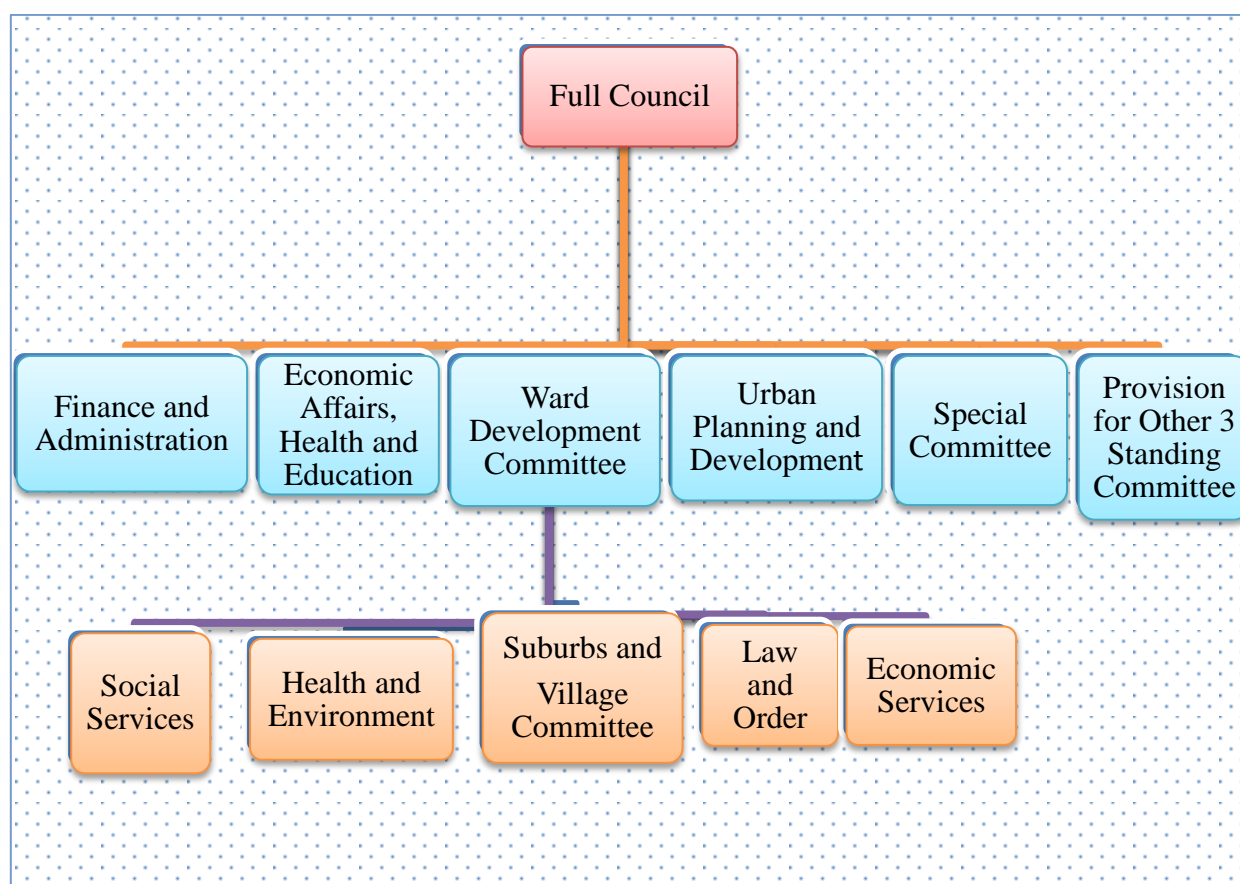 Full Council
Finance and
Administration
Economic
Affairs,
Health and
Education
Ward
Development
Committee
Urban
Planning and
Development
Special
Committee
Provision
for Other 3
Standing
Committee
Social
Services
Health and
Environment
Suburbs and
Village
Committee
Law
and
Order
Economic
Services